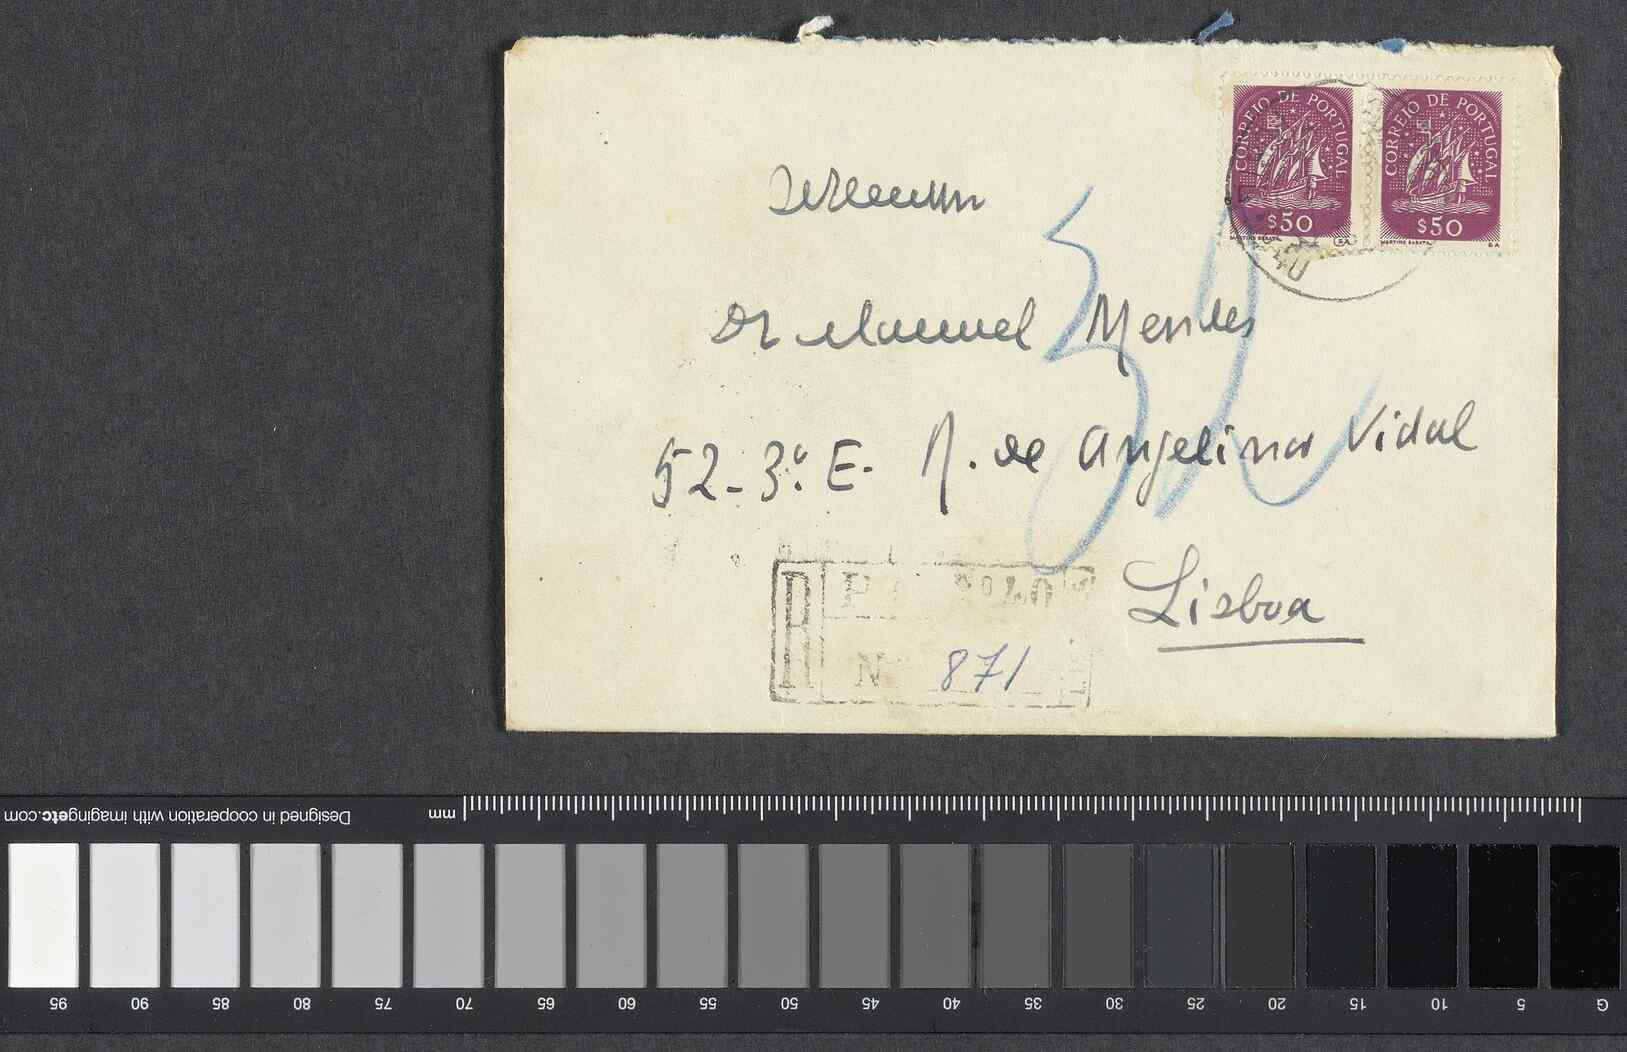 CORREIO DE PORTUGAL
$50
CORREIO DE PORTUGAL
$50
Dr Manuel Mendes
52-3º. E. R. de Angelina Vidal
Lisboa
R
Nº 871
mm
Designed in cooperation with imagingetc.com
95 90 85 80 75 70 65 60 55 50 45 40 35 30 25 20 15 10 5 G